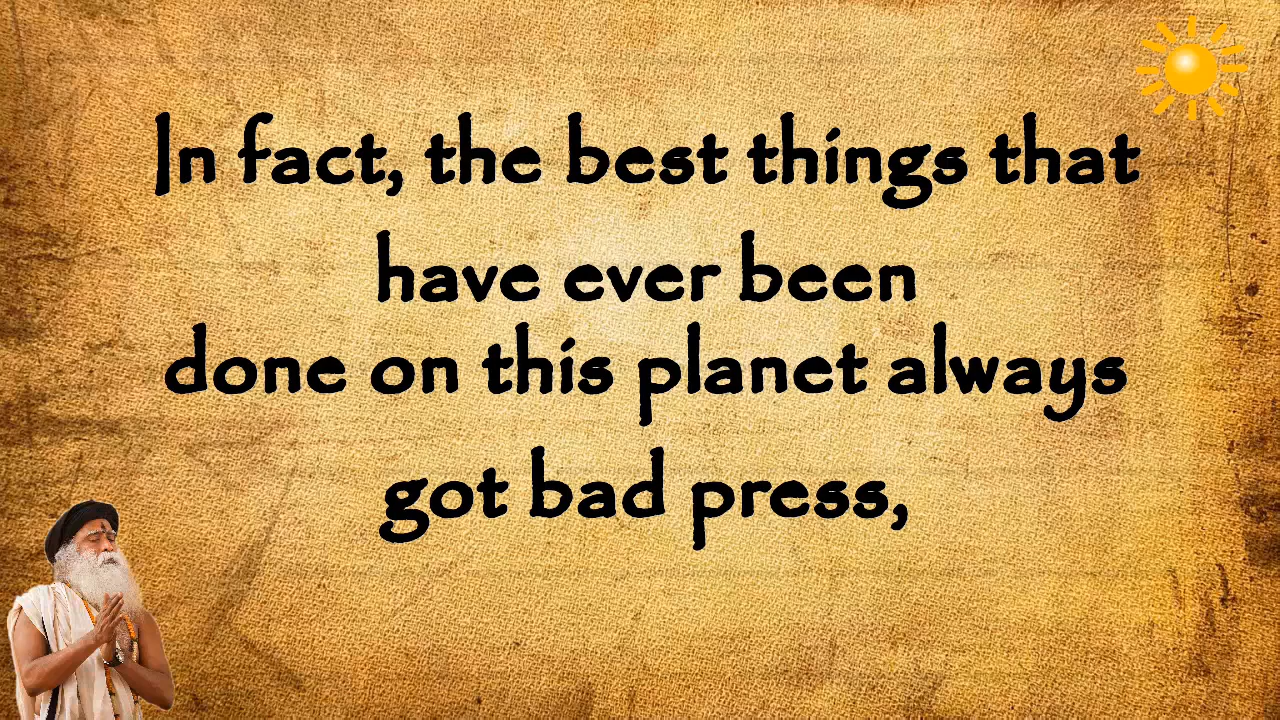 In fact, the best things that
have ever been
done on this planet always
got bad press,